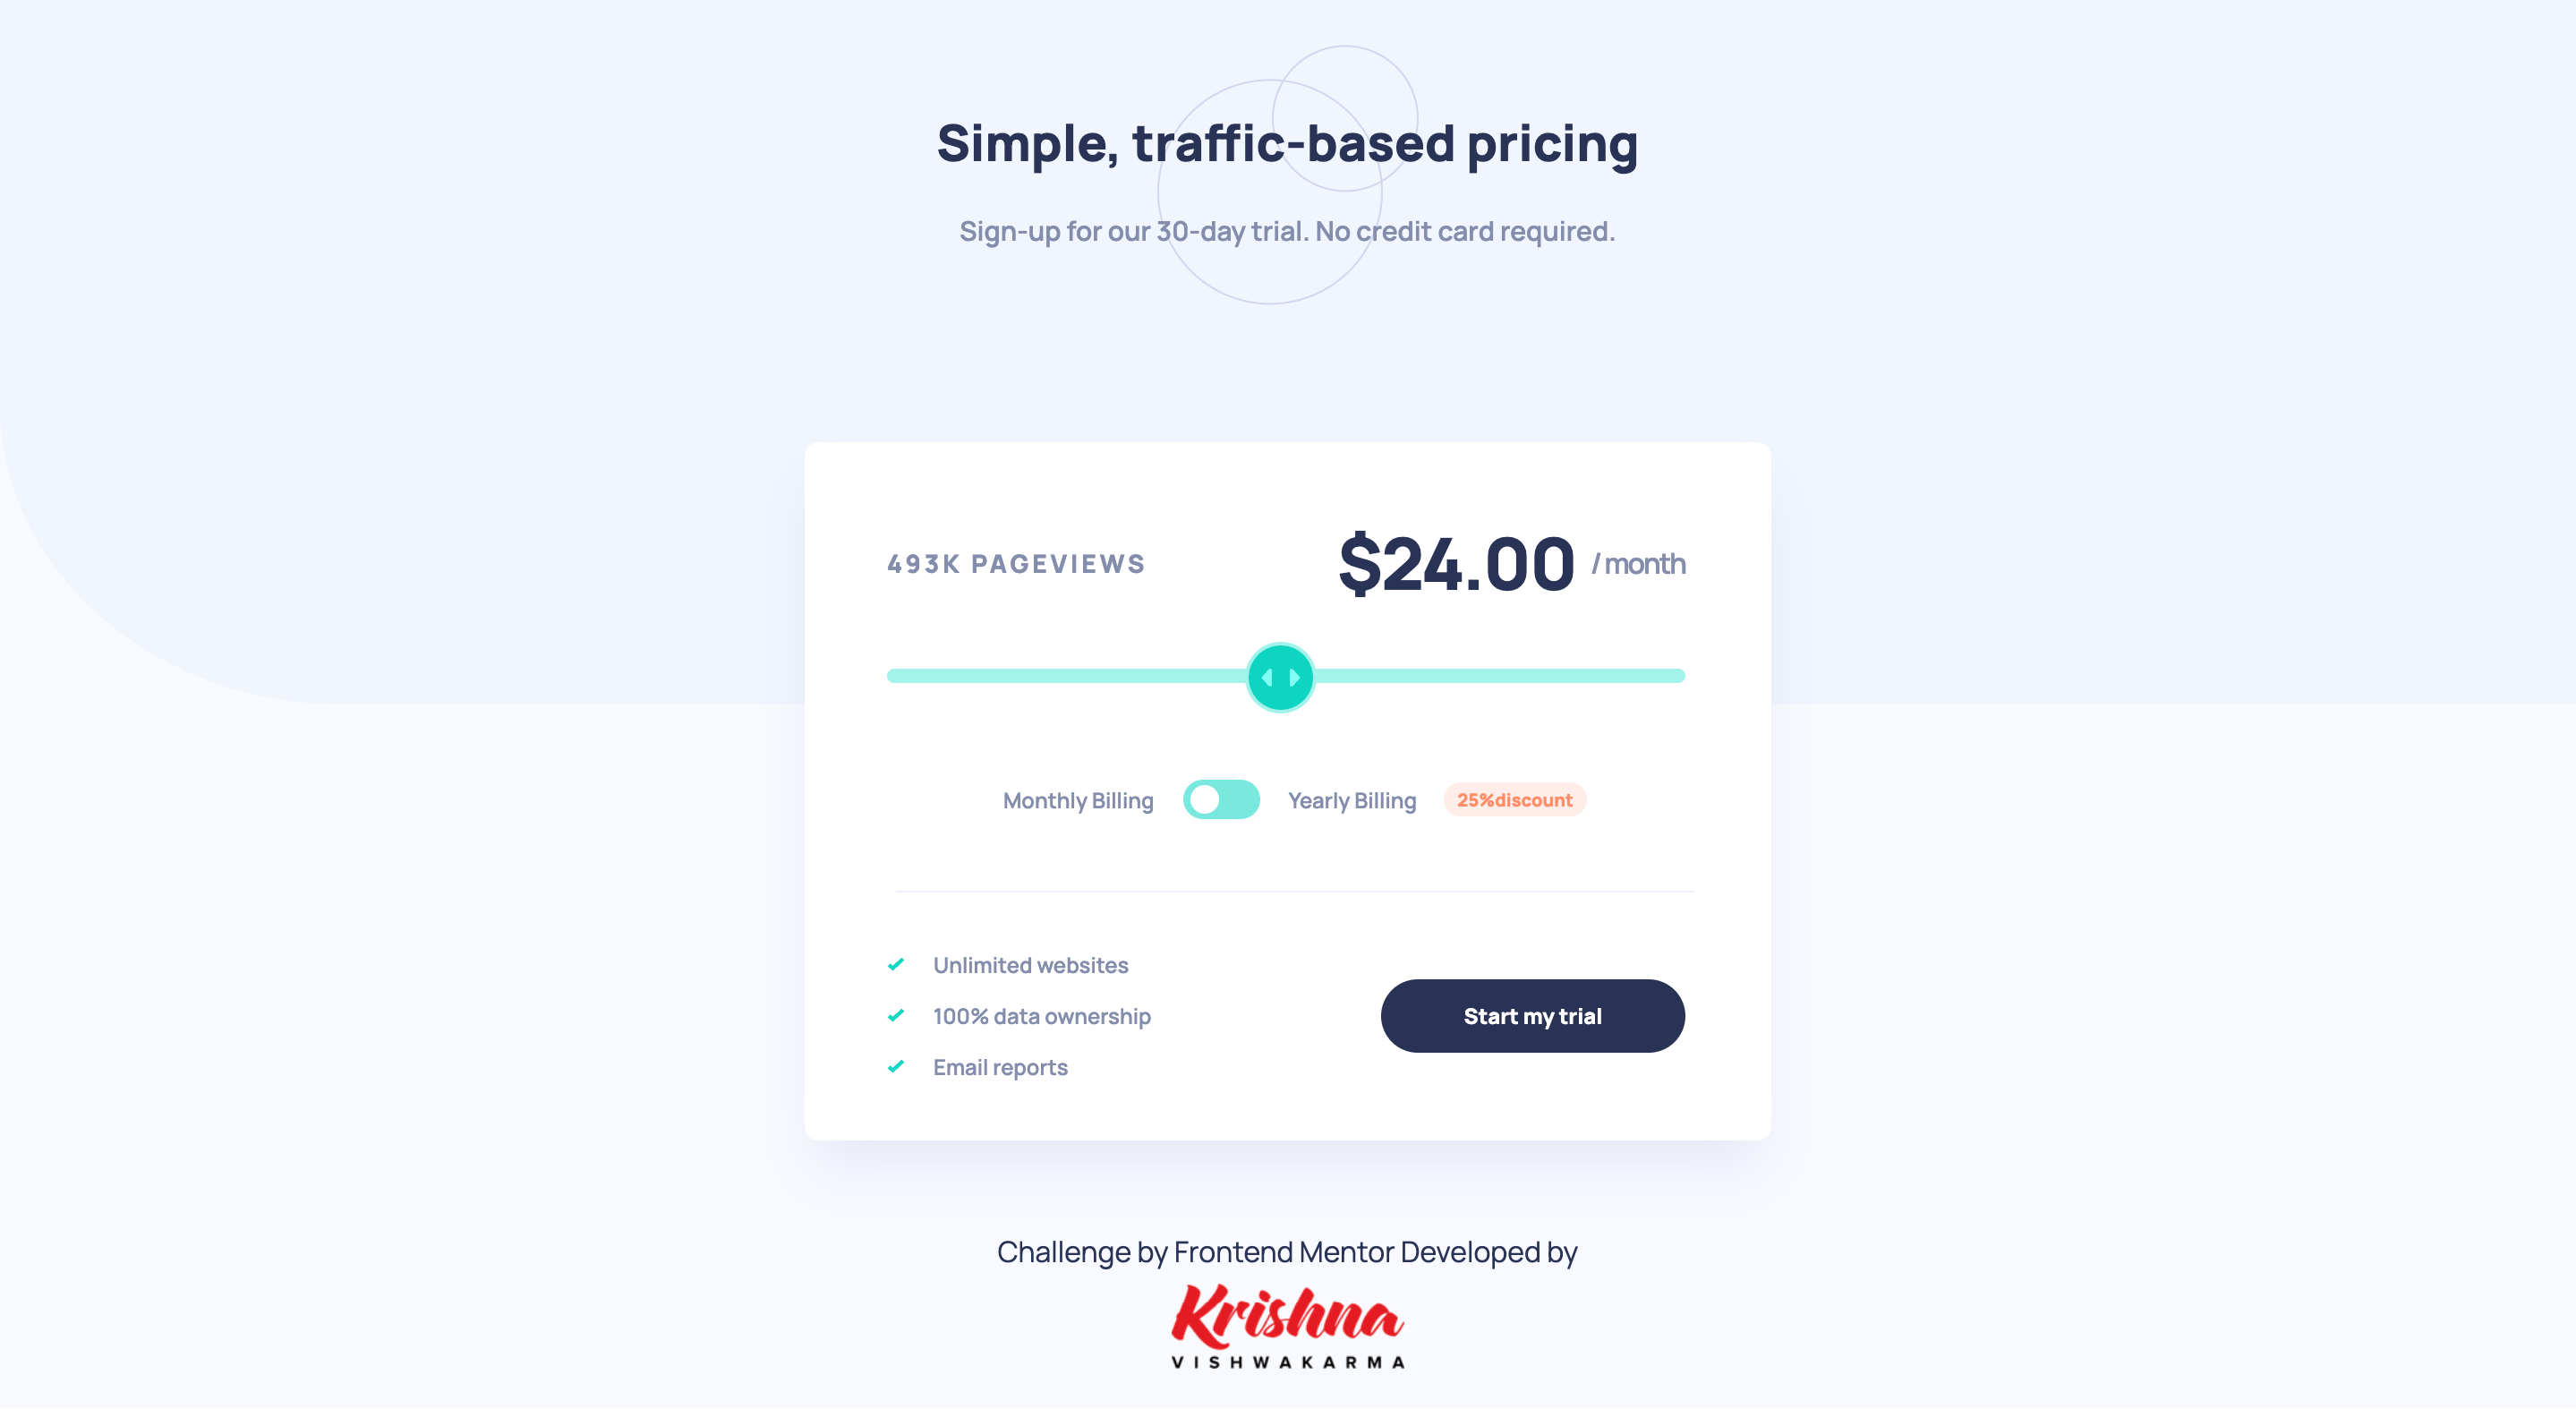 Simple, traffic-based pricing
Sign-up for our 30-day trial. No credit card required.
493K PAGEVIEWS
$24.00 / month
Monthly Billing
Yearly Billing
25%discount
Unlimited websites
100% data ownership
Email reports
Start my trial
Challenge by Frontend Mentor Developed by
Krishna
VISHWAKARMA